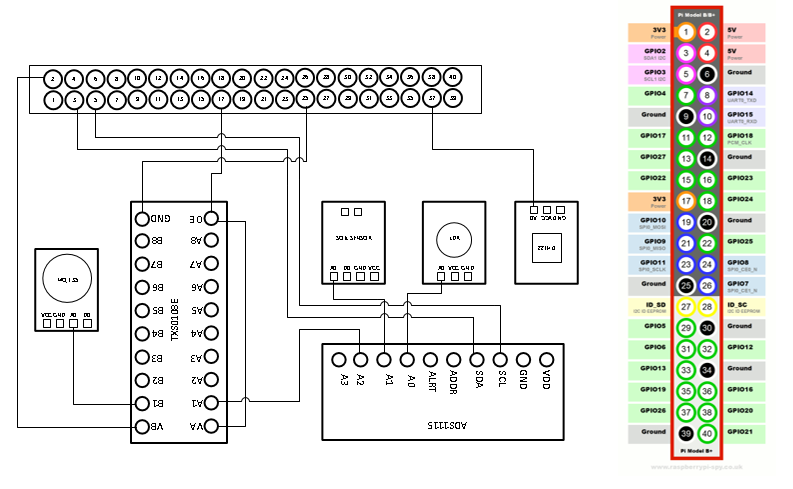 2 4 6 8 10 12 14 16 18 20 22 24 26 28 30 32 34 36 38 40
1 3 5 7 9 11 13 15 17 19 21 23 25 27 29 31 33 35 37 39
GND OE
B8 A8
B7 A7
B6 A6
B5 A5
B4 A4
B3 A3
B2 A2
B1 A1
VB VA
TXS0108E
VCC GND A0 D0
SOIL SENSOR
A0 D0 GND VCC
LDR
A0 VCC GND
A0 VCC GND
DHT22
A3 A2 A1 A0 ALRT ADDR SDA SCL GND VDD
ADS1115
Pi Model B/B+
3V3 Power 1 2 5V Power
GPIO2 SDA1 I2C 3 4 5V Power
GPIO3 SCL1 I2C 5 6 Ground
GPIO4 7 8 GPIO14 UART0_TXD
Ground 9 10 GPIO15 UART0_RXD
GPIO17 11 12 GPIO18 PCM_CLK
GPIO27 13 14 Ground
GPIO22 15 16 GPIO23
3V3 Power 17 18 GPIO24
GPIO10 SPI0_MOSI 19 20 Ground
GPIO9 SPI0_MISO 21 22 GPIO25
GPIO11 SPI0_SCLK 23 24 GPIO8 SPI0_CE0_N
Ground 25 26 GPIO7 SPI0_CE1_N
ID_SD I2C ID EEPROM 27 28 ID_SC I2C ID EEPROM
GPIO5 29 30 Ground
GPIO6 31 32 GPIO12
GPIO13 33 34 Ground
GPIO19 35 36 GPIO16
GPIO26 37 38 GPIO20
Ground 39 40 GPIO21
Pi Model B+
www.raspberrypi-spy.co.uk